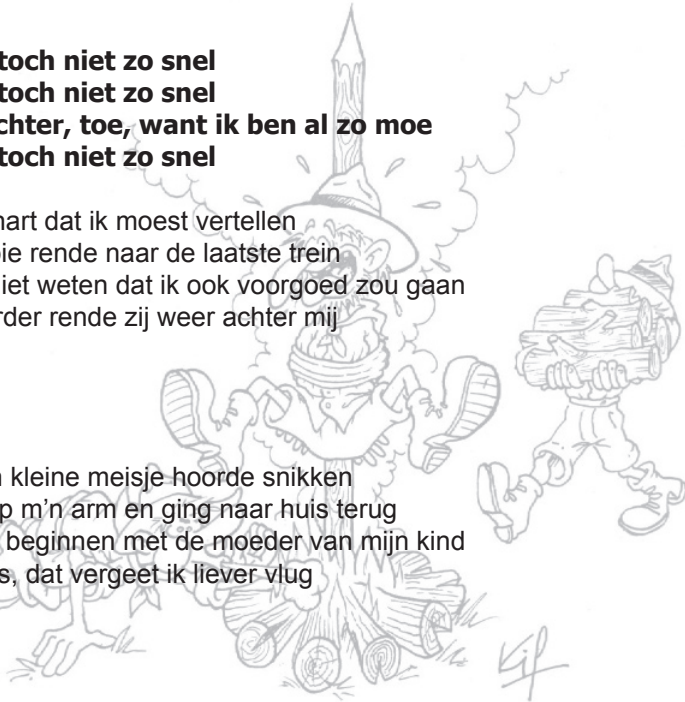 toch niet zo snel
toch niet zo snel
chter, toe, want ik ben al zo moe
toch niet zo snel
hart dat ik moest vertellen
ie rende naar de laatste trein
iet weten dat ik ook voorgoed zou gaan
rder rende zij weer achter mij
n kleine meisje hoorde snikken
p m'n arm en ging naar huis terug
beginnen met de moeder van mijn kind
s, dat vergeet ik liever vlug